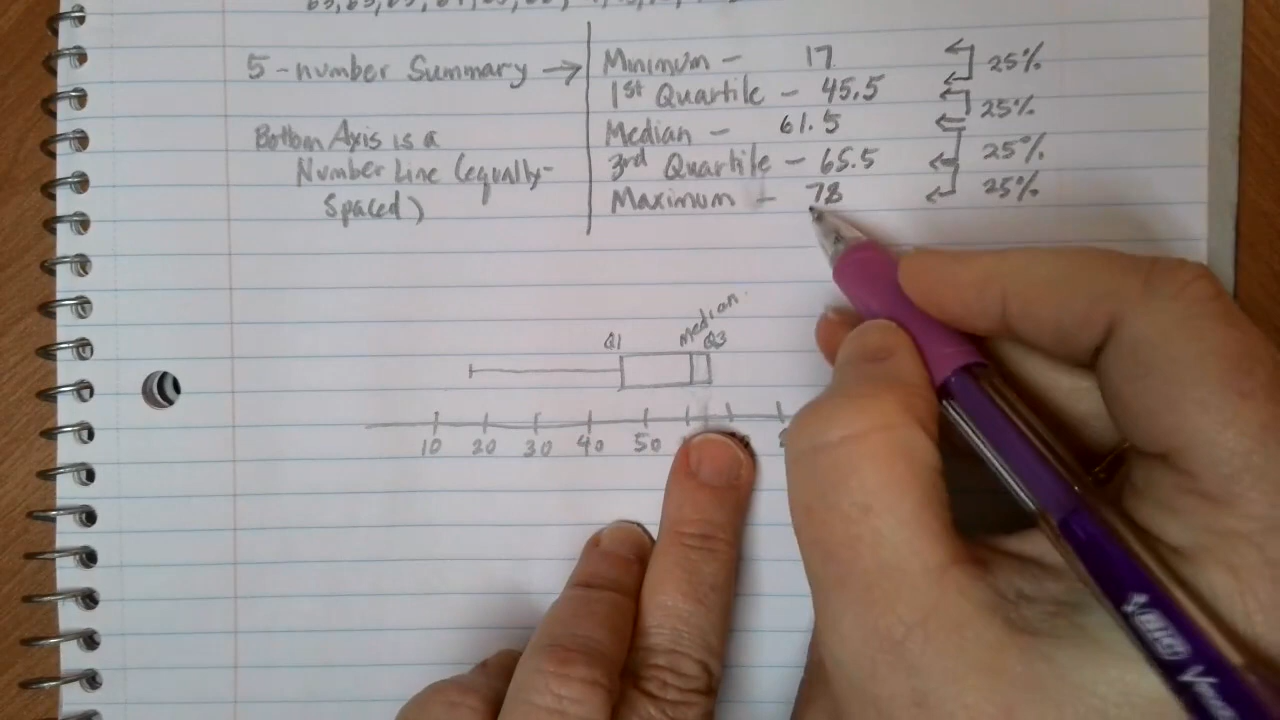 5-number Summary →
Minimum - 17 25%
1st Quartile - 45.5 25%
Median - 61.5
3rd Quartile - 65.5 25%
Maximum - 78 25%
Bottom Axis is a
Number Line (equally-
Spaced)
Q1 Median Q3
10 20 30 40 50
BIC